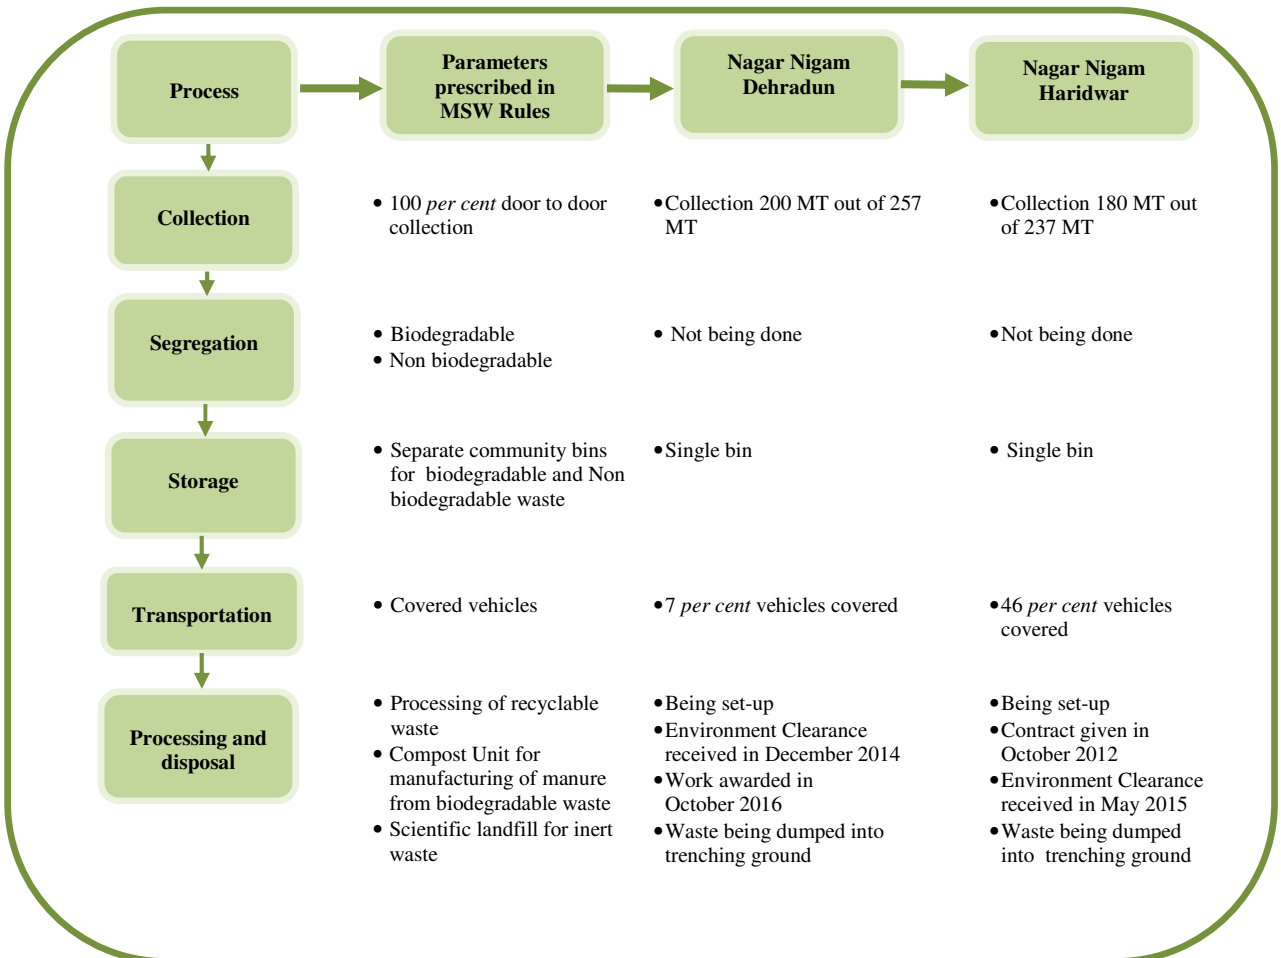 Process
Parameters
prescribed in
MSW Rules
Nagar Nigam
Dehradun
Nagar Nigam
Haridwar
Collection
• 100 per cent door to door
collection
•Collection 200 MT out of 257
MT
•Collection 180 MT out
of 237 MT
Segregation
• Biodegradable
• Non biodegradable
• Not being done
•Not being done
Storage
• Separate community bins
for biodegradable and Non
biodegradable waste
•Single bin
• Single bin
Transportation
• Covered vehicles
•7 per cent vehicles covered
•46 per cent vehicles
covered
Processing and
disposal
• Processing of recyclable
waste
• Compost Unit for
manufacturing of manure
from biodegradable waste
• Scientific landfill for inert
waste
•Being set-up
•Environment Clearance
received in December 2014
•Work awarded in
October 2016
•Waste being dumped into
trenching ground
•Being set-up
•Contract given in
October 2012
•Environment Clearance
received in May 2015
•Waste being dumped
into trenching ground